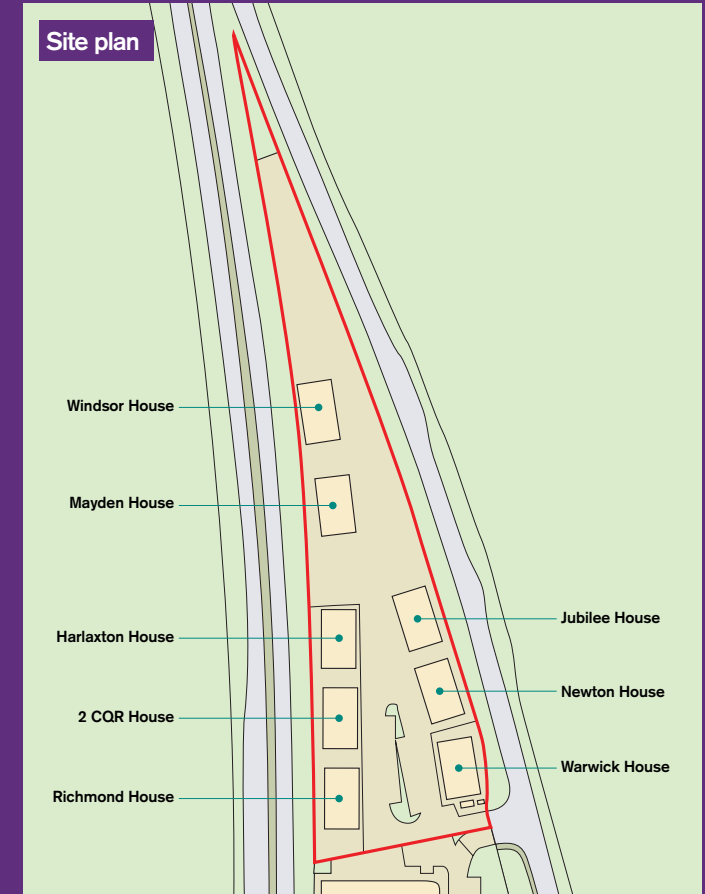 Site plan
Windsor House
Mayden House
Harlaxton House
2 CQR House
Richmond House
Jubilee House
Newton House
Warwick House